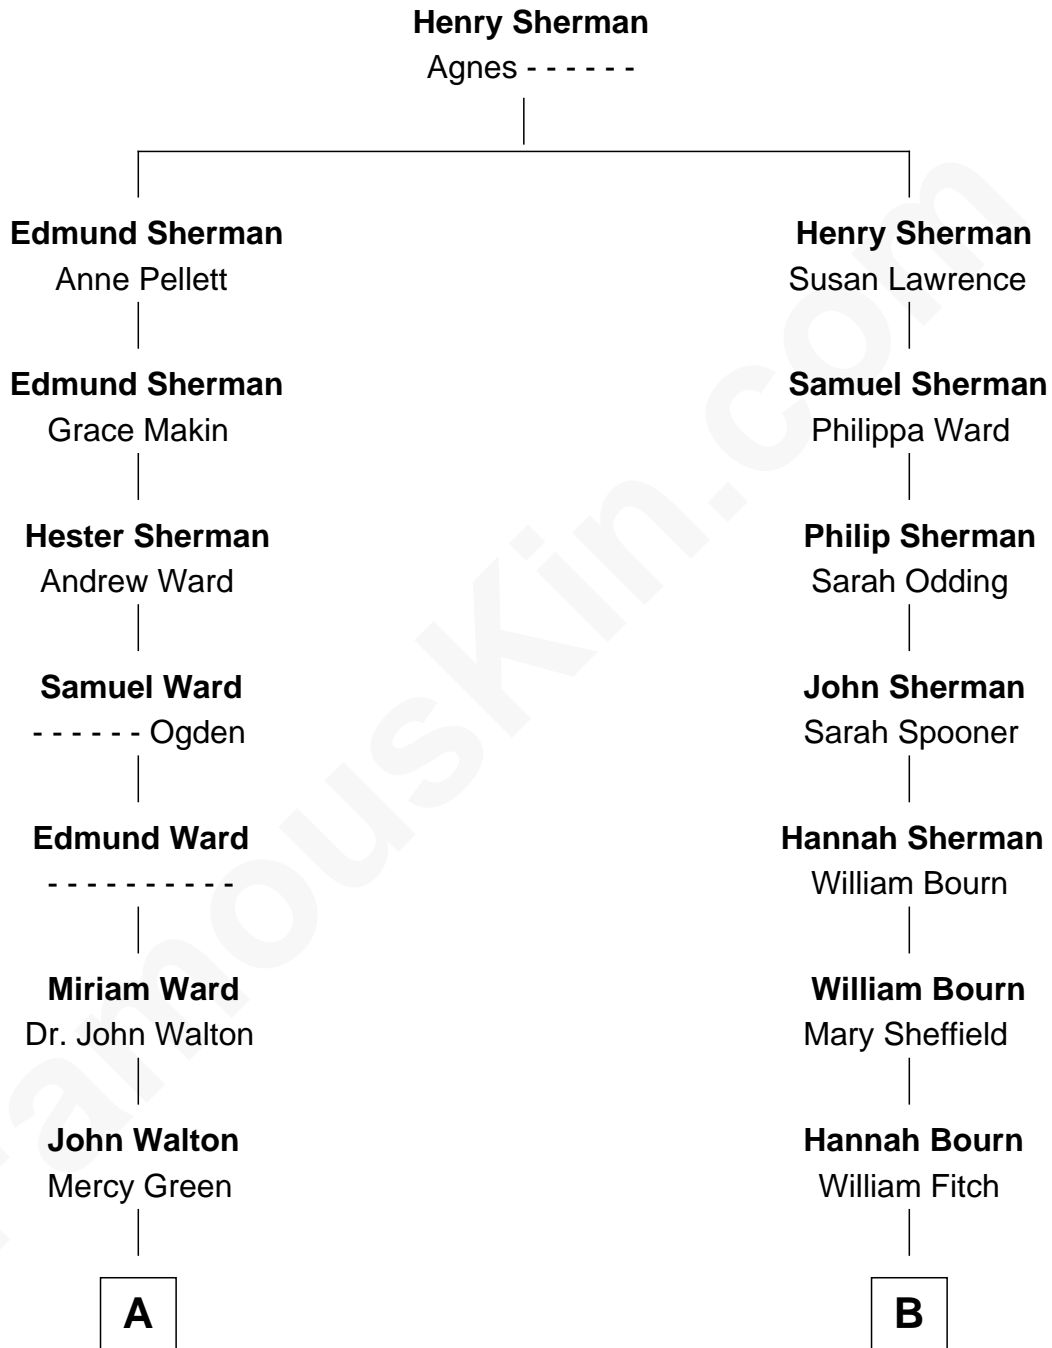 Henry Sherman
Agnes - - - - - -
Edmund Sherman
Anne Pellett
Henry Sherman
Susan Lawrence
Edmund Sherman
Grace Makin
Samuel Sherman
Philippa Ward
Hester Sherman
Andrew Ward
Philip Sherman
Sarah Odding
Samuel Ward
- - - - - - Ogden
John Sherman
Sarah Spooner
Edmund Ward
- - - - - - - - - -
Hannah Sherman
William Bourn
Miriam Ward
Dr. John Walton
William Bourn
Mary Sheffield
John Walton
Mercy Green
Hannah Bourn
William Fitch
A
B
FamousKin.com